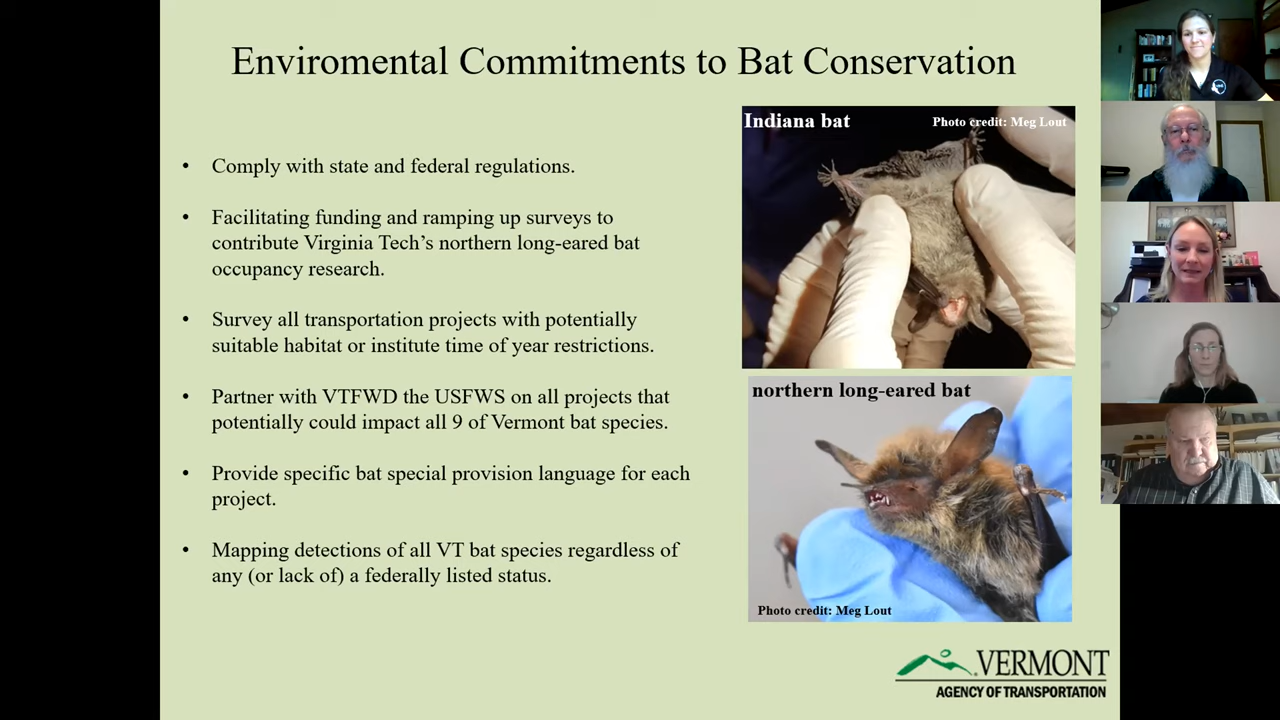 Enviromental Commitments to Bat Conservation
• Comply with state and federal regulations.
• Facilitating funding and ramping up surveys to
contribute Virginia Tech’s northern long-eared bat
occupancy research.
• Survey all transportation projects with potentially
suitable habitat or institute time of year restrictions.
• Partner with VTFWD the USFWS on all projects that
potentially could impact all 9 of Vermont bat species.
• Provide specific bat special provision language for each
project.
• Mapping detections of all VT bat species regardless of
any (or lack of) a federally listed status.
Indiana bat
Photo credit: Meg Lout
northern long-eared bat
Photo credit: Meg Lout
VERMONT
AGENCY OF TRANSPORTATION